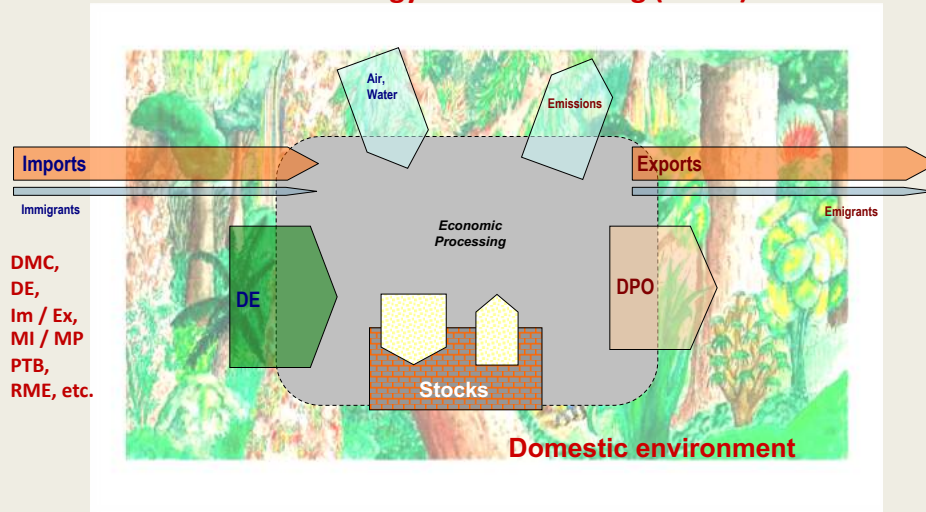 Air,
Water
Emissions
Imports
Exports
Immigrants
Emigrants
Economic
Processing
DMC,
DE,
Im / Ex,
MI / MP
PTB,
RME, etc.
DE
DPO
Stocks
Domestic environment